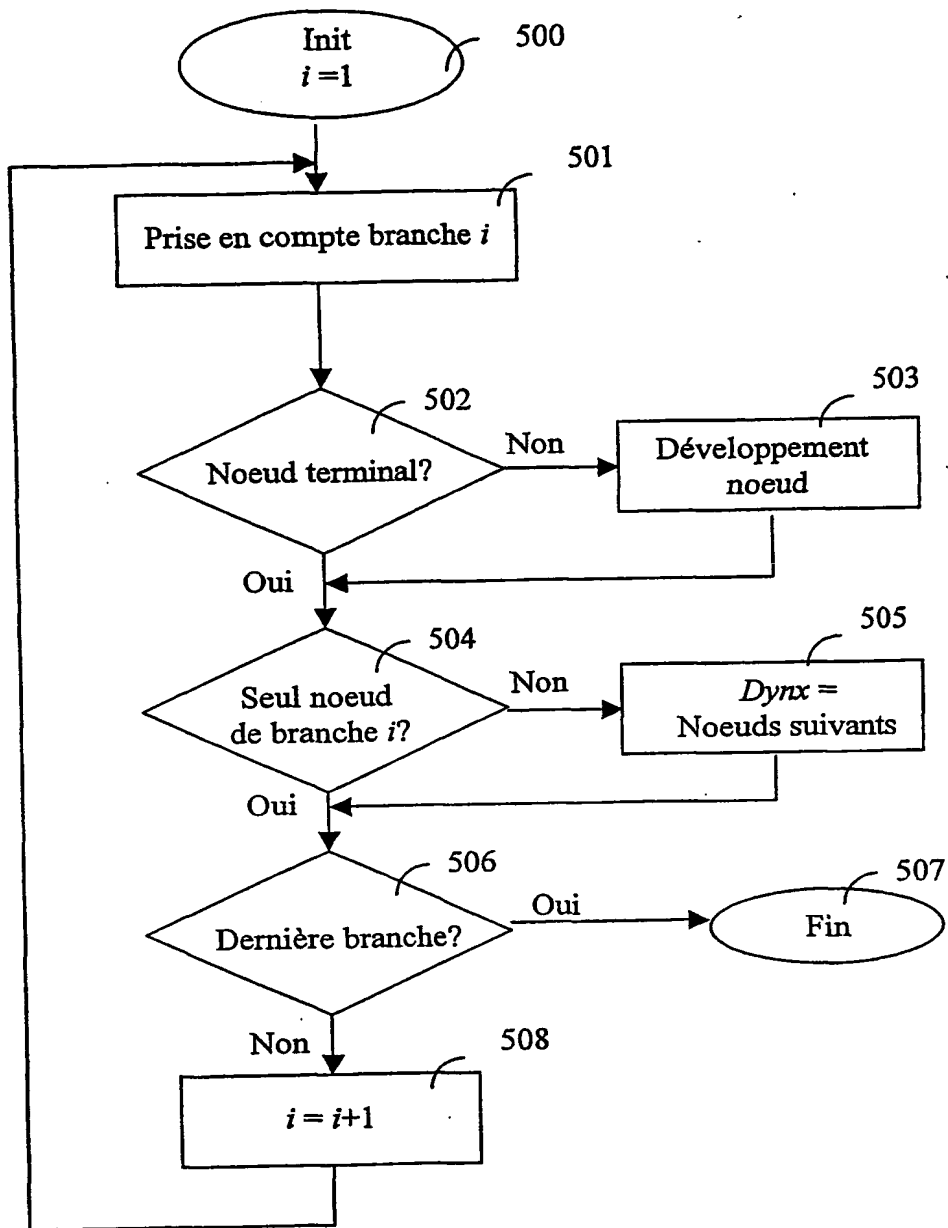 Init
i =1
500
501
Prise en compte branche i
502
Noeud terminal?
Non
503
Développement
noeud
Oui
504
Seul noeud
de branche i?
Non
505
Dynx =
Noeuds suivants
Oui
506
Dernière branche?
Oui
507
Fin
Non
508
i = i+1